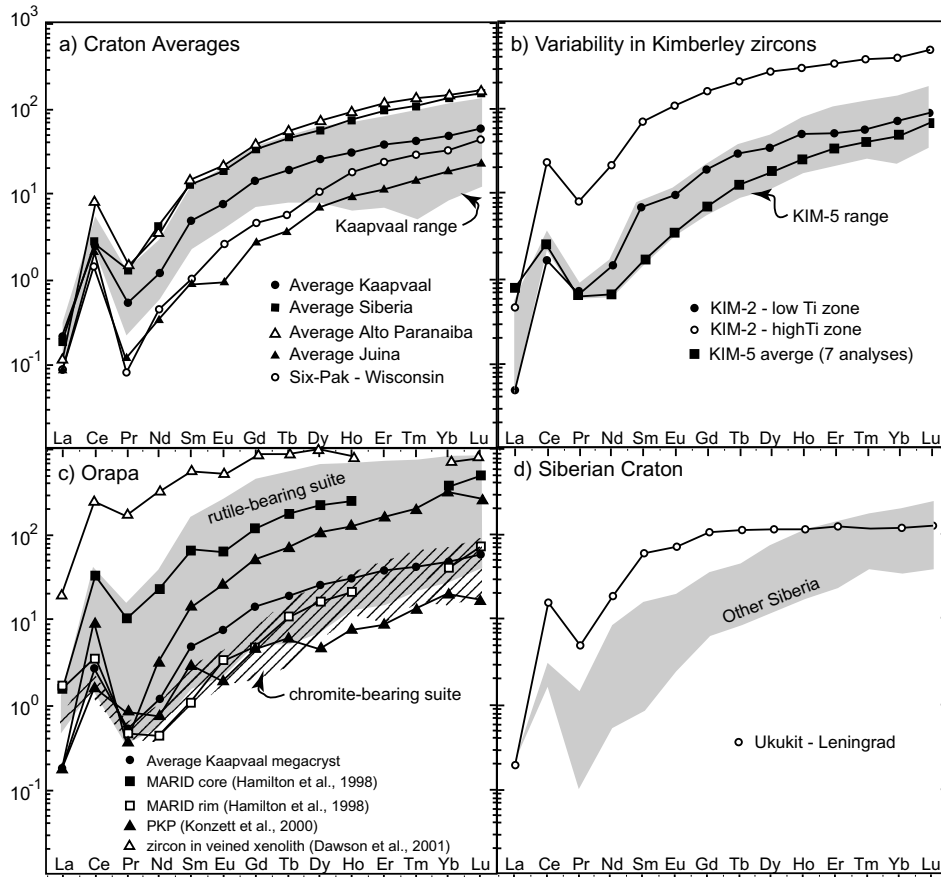 10³
10²
10¹
10⁰
10⁻¹
a) Craton Averages
Kaapvaal range
Average Kaapvaal
Average Siberia
Average Alto Paranaiba
Average Juina
Six-Pak - Wisconsin
La Ce Pr Nd Sm Eu Gd Tb Dy Ho Er Tm Yb Lu
b) Variability in Kimberley zircons
KIM-5 range
KIM-2 - low Ti zone
KIM-2 - highTi zone
KIM-5 averge (7 analyses)
La Ce Pr Nd Sm Eu Gd Tb Dy Ho Er Tm Yb Lu
10²
10¹
10⁰
10⁻¹
c) Orapa
rutile-bearing suite
chromite-bearing suite
Average Kaapvaal megacryst
MARID core (Hamilton et al., 1998)
MARID rim (Hamilton et al., 1998)
PKP (Konzett et al., 2000)
zircon in veined xenolith (Dawson et al., 2001)
La Ce Pr Nd Sm Eu Gd Tb Dy Ho Er Tm Yb Lu
d) Siberian Craton
Other Siberia
Ukukit - Leningrad
La Ce Pr Nd Sm Eu Gd Tb Dy Ho Er Tm Yb Lu